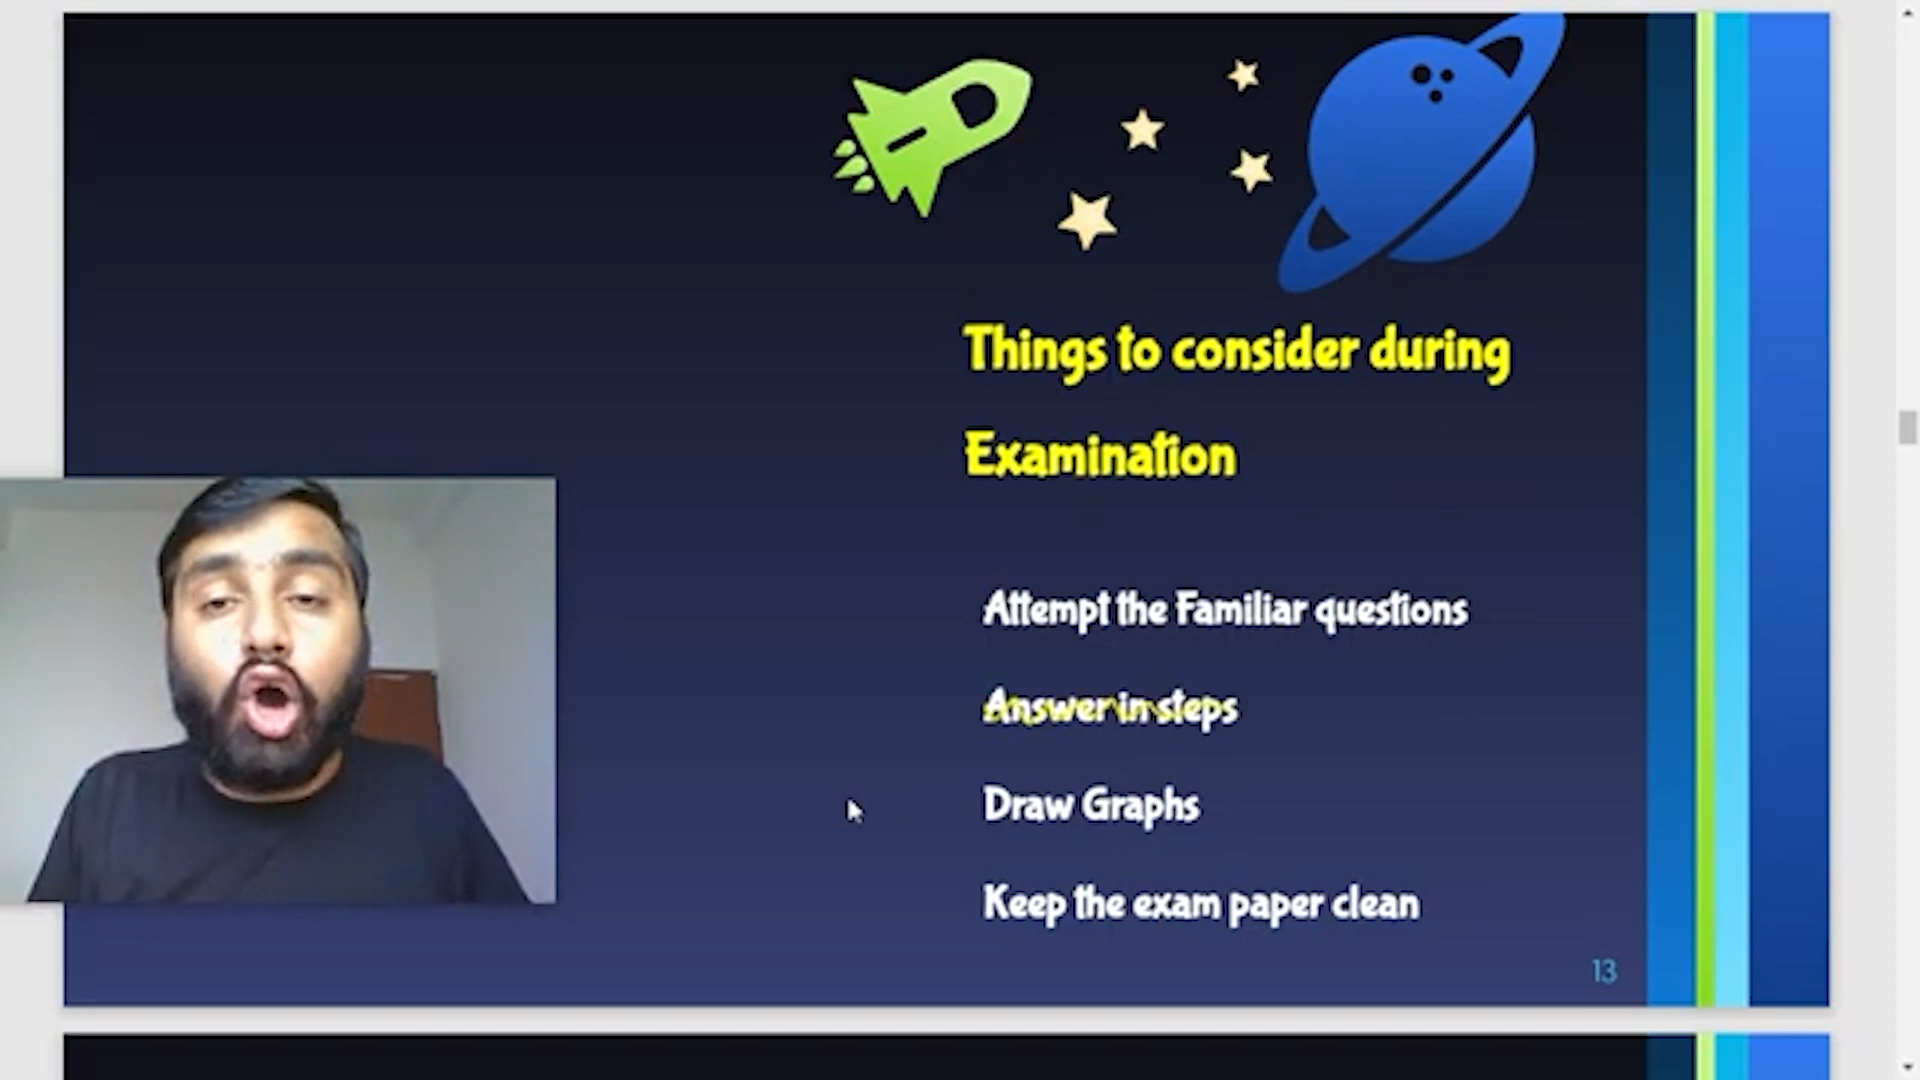 Things to consider during
Examination
Attempt the Familiar questions
Answer in steps
Draw Graphs
Keep the exam paper clean
13